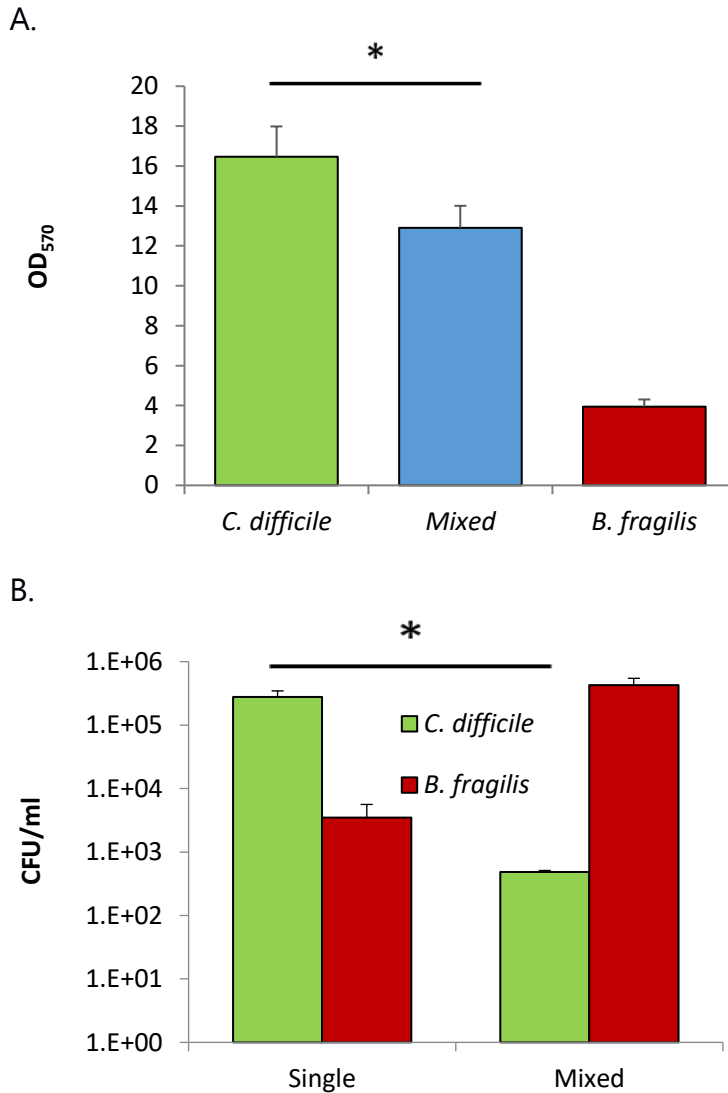 A.
*
20
18
16
14
12
10
8
6
4
2
0
OD570
C. difficile Mixed B. fragilis
B.
*
1.E+06
1.E+05
1.E+04
1.E+03
1.E+02
1.E+01
1.E+00
CFU/ml
C. difficile
B. fragilis
Single Mixed